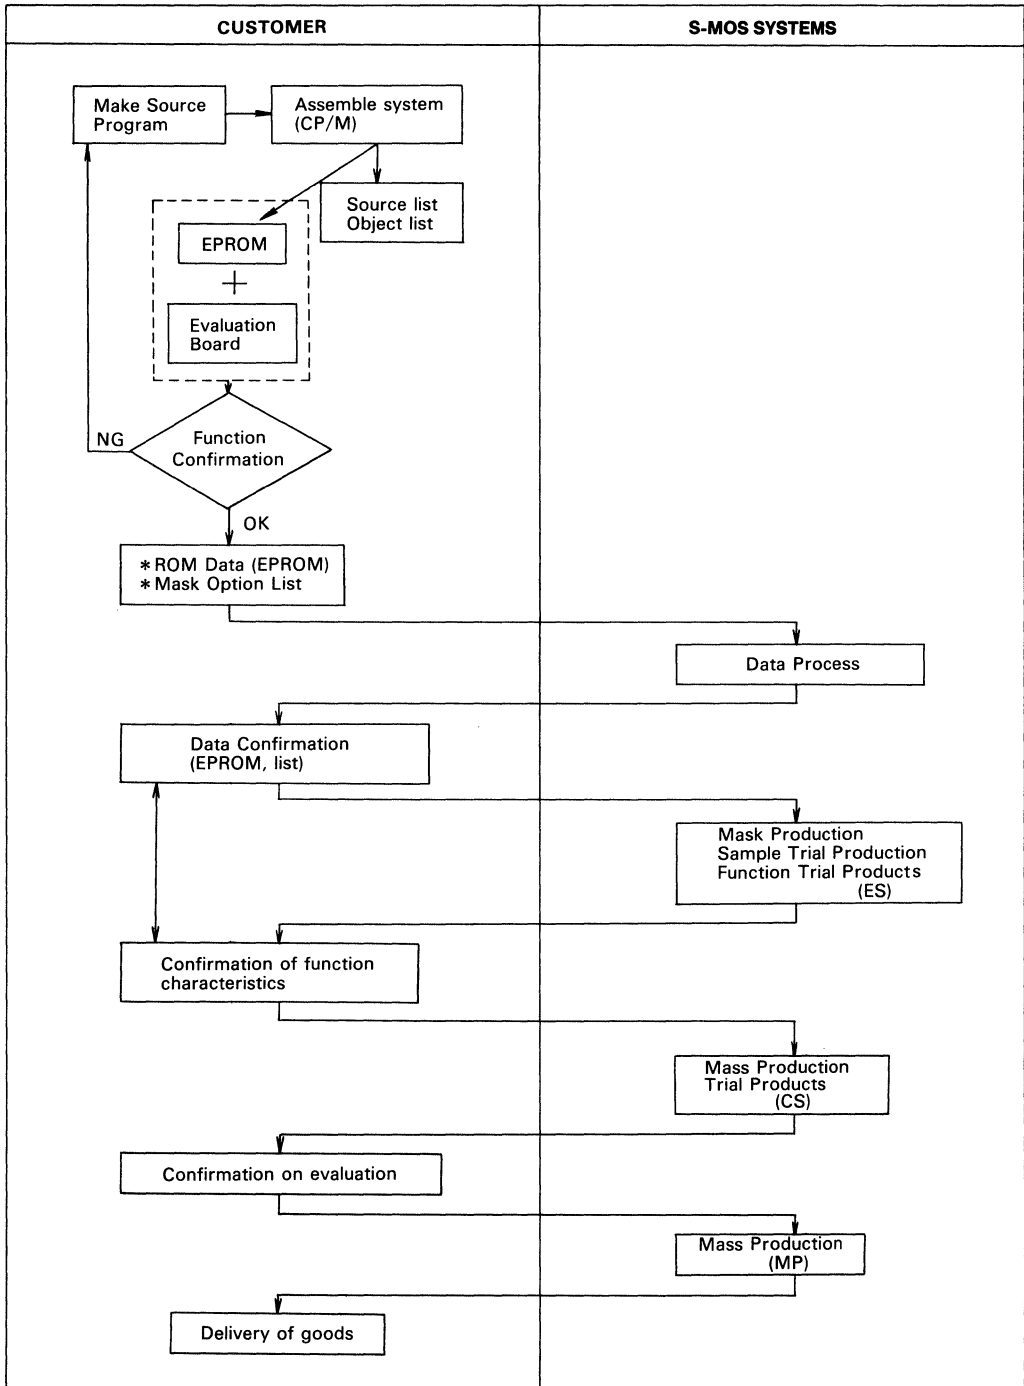 CUSTOMER
S-MOS SYSTEMS
Make Source
Program
Assemble system
(CP/M)
Source list
Object list
EPROM
+
Evaluation
Board
NG
Function
Confirmation
OK
*ROM Data (EPROM)
*Mask Option List
Data Process
Data Confirmation
(EPROM, list)
Mask Production
Sample Trial Production
Function Trial Products
(ES)
Confirmation of function
characteristics
Mass Production
Trial Products
(CS)
Confirmation on evaluation
Mass Production
(MP)
Delivery of goods